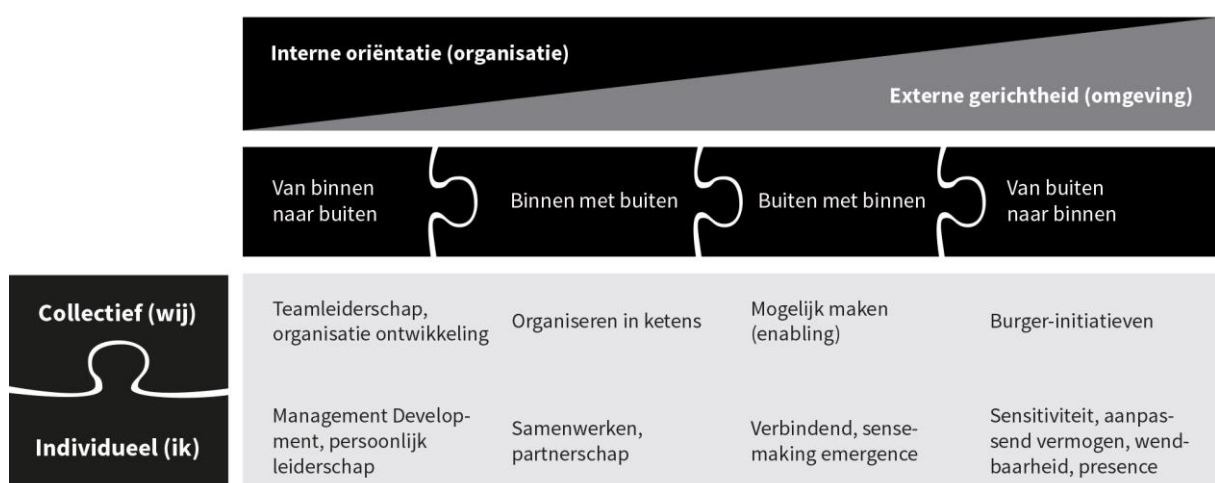 Interne oriëntatie (organisatie)
Externe gerichtheid (omgeving)
Van binnen
naar buiten
Binnen met buiten
Buiten met binnen
Van buiten
naar binnen
Collectief (wij)
Teamleiderschap,
organisatie ontwikkeling
Organiseren in ketens
Mogelijk maken
(enabling)
Burger-initiatieven
Individueel (ik)
Management Develop-
ment, persoonlijk
leiderschap
Samenwerken,
partnerschap
Verbindend, sense-
making emergence
Sensitiviteit, aanpas-
send vermogen, wend-
baarheid, presence